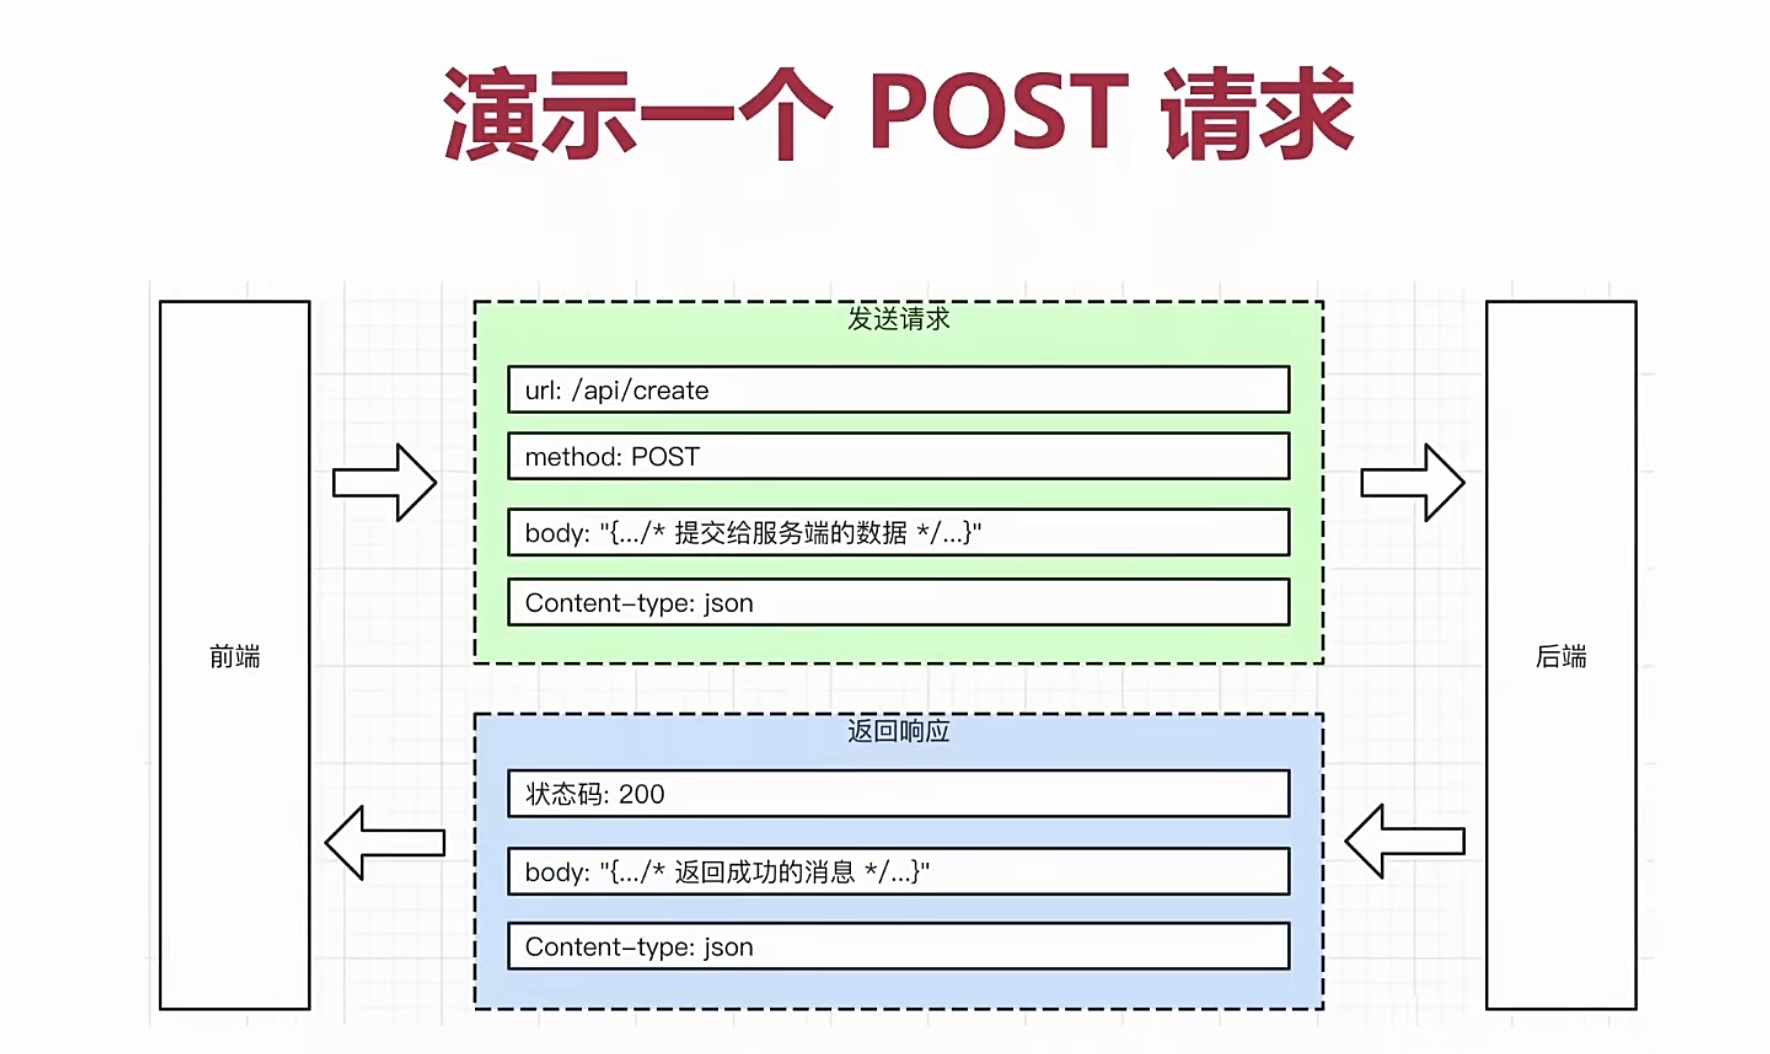 演示一个 POST 请求
发送请求
url: /api/create
method: POST
body: "{.../* 提交给服务端的数据 */...}"
Content-type: json
前端
后端
返回响应
状态码: 200
body: "{.../* 返回成功的消息 */...}"
Content-type: json